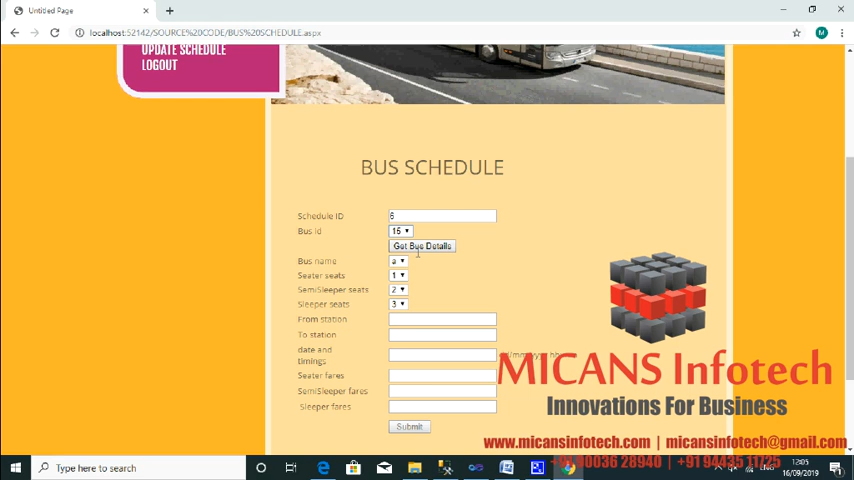 Untitled Page
localhost:52142/SOURCE%20CODE/BUS%20SCHEDULE.aspx
M
UPDATE SCHEDULE
LOGOUT
BUS SCHEDULE
Schedule ID 6
Bus Id 15
Get Bus Details
Bus name a
Seater seats 1
SemiSleeper seats 2
Sleeper seats 3
From station
To station
date and
timings
Seater fares
SemiSleeper fares
Sleeper fares
Submit
MICANS Infotech
Innovations For Business
www.micansinfotech.com | micansinfotech@gmail.com
+91 90036 28940 | +91 94435 11725
Type here to search
ENG
12:05
16/09/2019